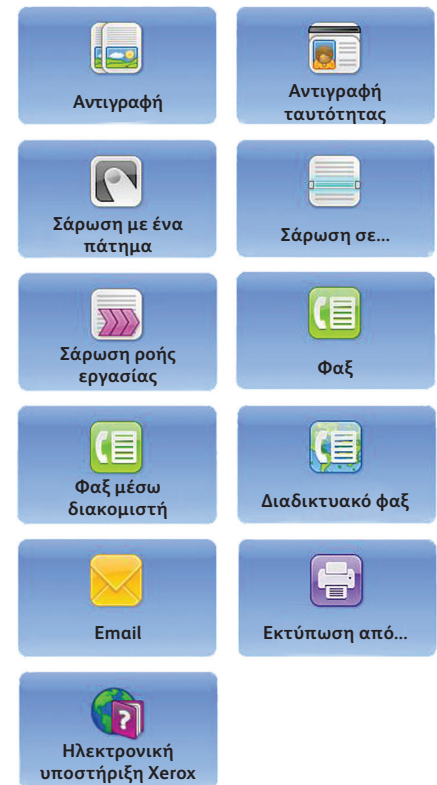 Αντιγραφή
Αντιγραφή
ταυτότητας
Σάρωση με ένα
πάτημα
Σάρωση σε...
Σάρωση ροής
εργασίας
Φαξ
Φαξ μέσω
διακομιστή
Διαδικτυακό φαξ
Email
Εκτύπωση από...
Ηλεκτρονική
υποστήριξη Xerox